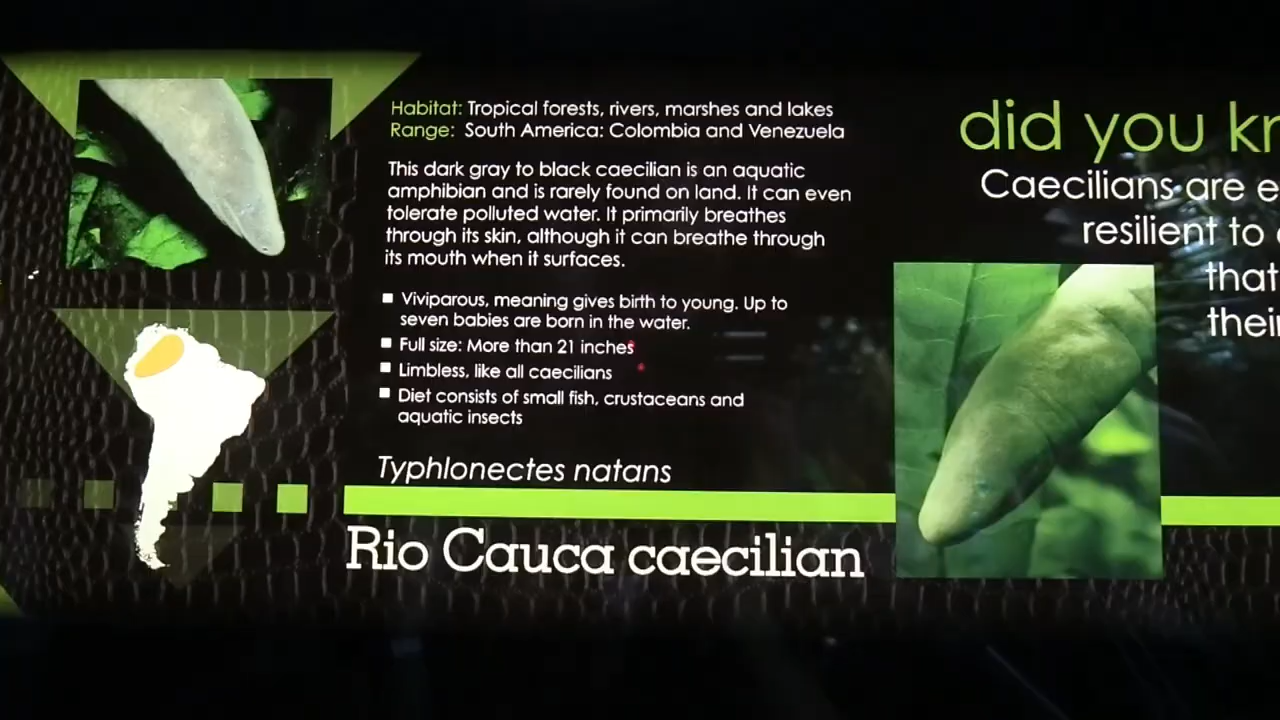 Habitat: Tropical forests, rivers, marshes and lakes
Range: South America: Colombia and Venezuela
This dark gray to black caecilian is an aquatic
amphibian and is rarely found on land. It can even
tolerate polluted water. It primarily breathes
through its skin, although it can breathe through
its mouth when it surfaces.
■ Viviparous, meaning gives birth to young. Up to
seven babies are born in the water.
■ Full size: More than 21 inches
■ Limbless, like all caecilians
■ Diet consists of small fish, crustaceans and
aquatic insects
Typhlonectes natans
Rio Cauca caecilian
did you
Caecilians are
resilient to
that